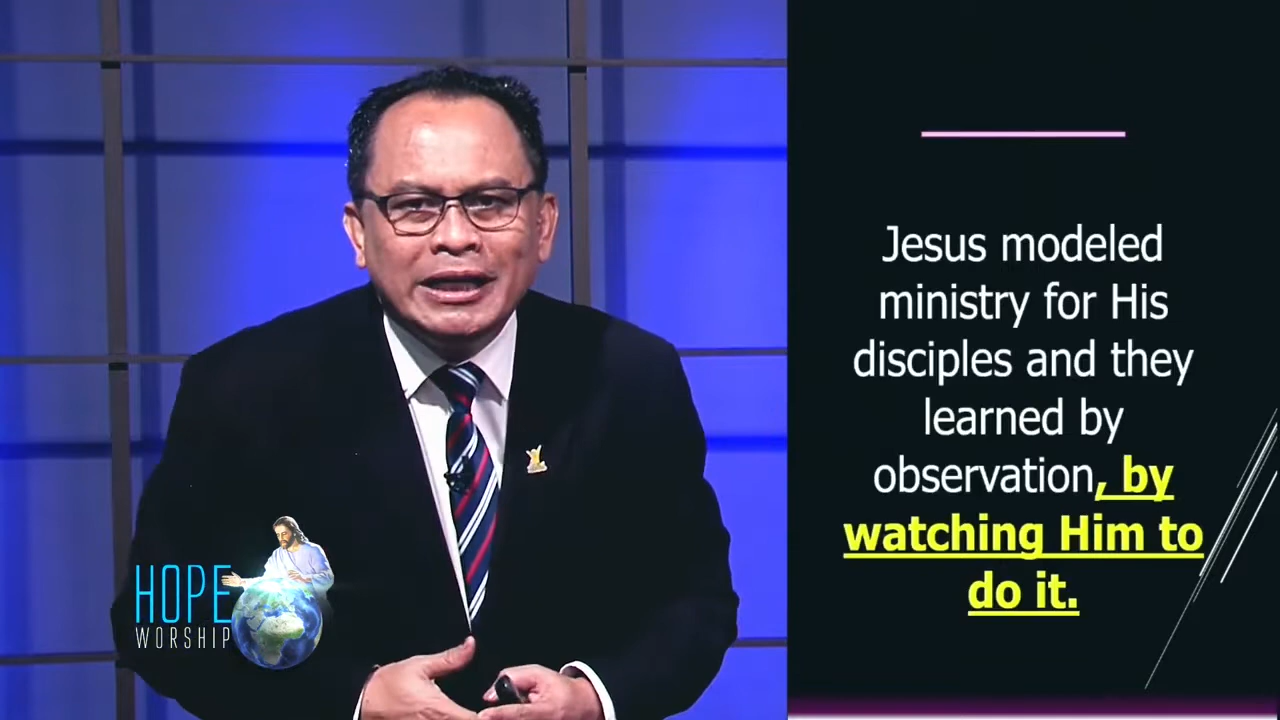 Jesus modeled
ministry for His
disciples and they
learned by
observation, by
watching Him to
do it.
HOPE
WORSHIP